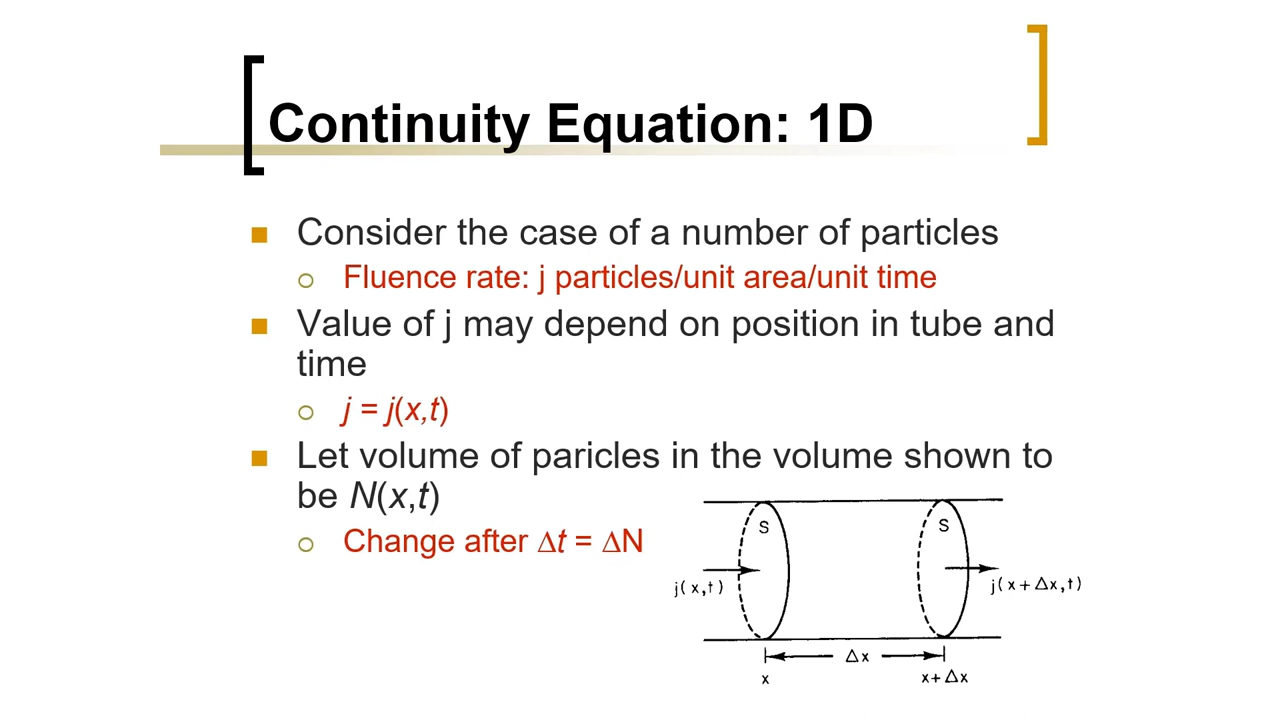 Continuity Equation: 1D
Consider the case of a number of particles
Fluence rate: j particles/unit area/unit time
Value of j may depend on position in tube and
time
j = j(x,t)
Let volume of paricles in the volume shown to
be N(x,t)
Change after Δt = ΔN
S
S
j(x,t)
j(x+Δx,t)
Δx
x
x+Δx